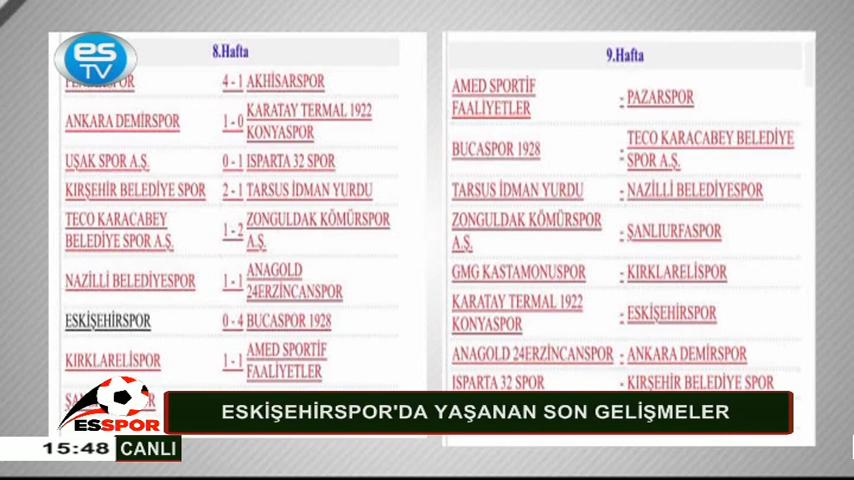 es
TV
8.Hafta
4-1 AKHİSARSPOR
ANKARA DEMİRSPOR 1-0 KARATAY TERMAL 1922
KONYASPOR
UŞAK SPOR A.Ş. 0-1 ISPARTA 32 SPOR
KIRŞEHİR BELEDİYE SPOR 2-1 TARSUS İDMAN YURDU
TECO KARACABEY
BELEDİYE SPOR A.Ş. 1-2 ZONGULDAK KÖMÜRSPOR
A.Ş.
NAZİLLİ BELEDİYESPOR 1-1 ANAGOLD
24ERZİNCANSPOR
ESKİŞEHİRSPOR 0-4 BUCASPOR 1928
KIRKLARELİSPOR 1-1 AMED SPORTİF
FAALİYETLER
9.Hafta
AMED SPORTİF
FAALİYETLER - PAZARSPOR
BUCASPOR 1928 - TECO KARACABEY BELEDİYE
SPOR A.Ş.
TARSUS İDMAN YURDU - NAZİLLİ BELEDİYESPOR
ZONGULDAK KÖMÜRSPOR
A.Ş. - ŞANLIURFASPOR
GMG KASTAMONUSPOR - KIRKLARELİSPOR
KARATAY TERMAL 1922
KONYASPOR - ESKİŞEHİRSPOR
ANAGOLD 24ERZİNCANSPOR - ANKARA DEMİRSPOR
ISPARTA 32 SPOR - KIRŞEHİR BELEDİYE SPOR
ESSPOR
ESKİŞEHİRSPOR'DA YAŞANAN SON GELİŞMELER
15:48 CANLI